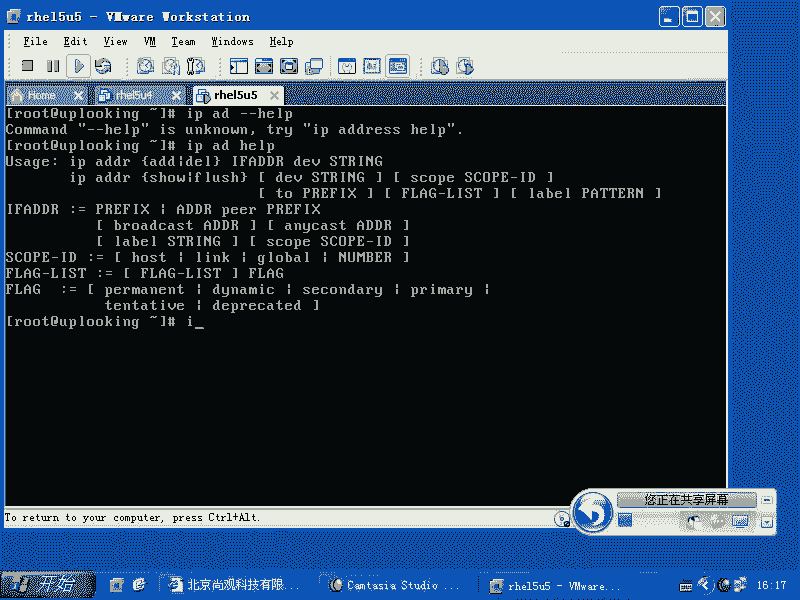 rhel5u5 - VMware Workstation
File Edit View VM Team Windows Help
Home rhel5u4 rhel5u5
[root@uplooking ~]# ip ad --help
Command "--help" is unknown, try "ip address help".
[root@uplooking ~]# ip ad help
Usage: ip addr {add|del} IFADDR dev STRING
ip addr {show|flush} [ dev STRING ] [ scope SCOPE-ID ]
[ to PREFIX ] [ FLAG-LIST ] [ label PATTERN ]
IFADDR := PREFIX | ADDR peer PREFIX
[ broadcast ADDR ] [ anycast ADDR ]
[ label STRING ] [ scope SCOPE-ID ]
SCOPE-ID := [ host | link | global | NUMBER ]
FLAG-LIST := [ FLAG-LIST ] FLAG
FLAG  := [ permanent | dynamic | secondary | primary |
tentative | deprecated ]
[root@uplooking ~]# i_
您正在共享屏幕
To return to your computer, press Ctrl+Alt.
开始 北京尚观科技有限... Camtasia Studio ... rhel5u5 - VMware... 16:17